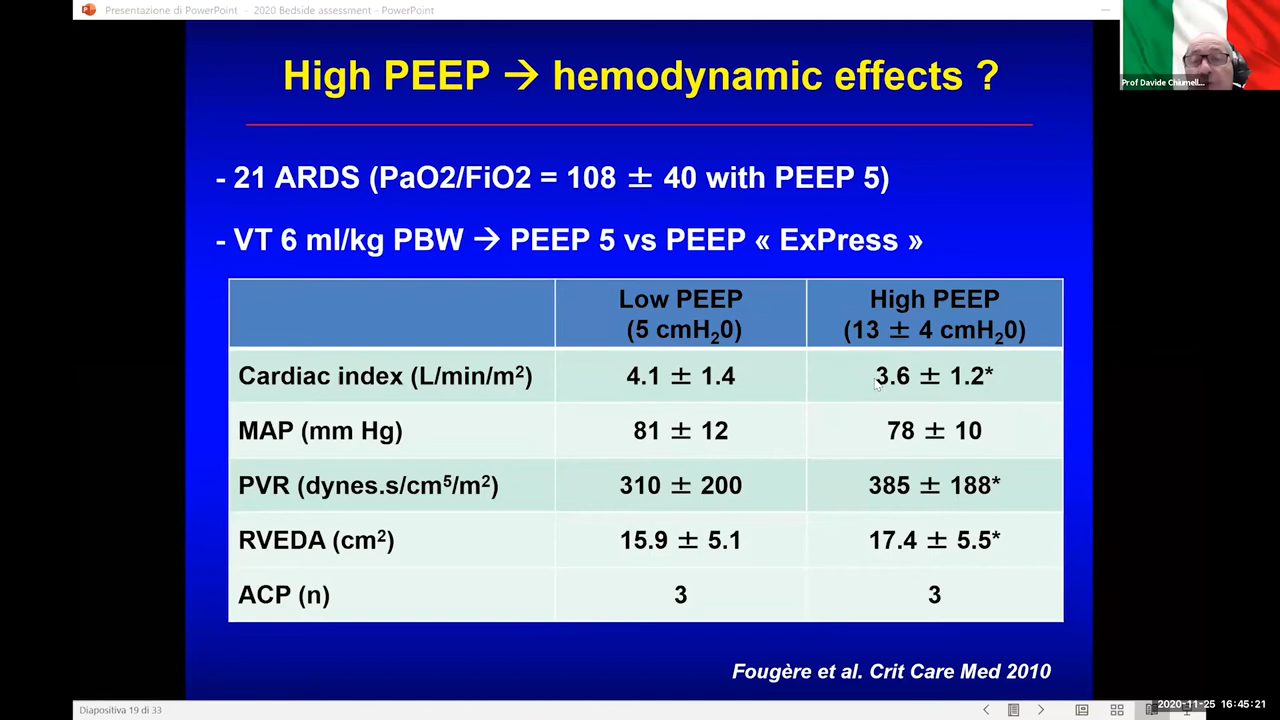 Presentazione di PowerPoint - 2020 Bedside assessment - PowerPoint
Prof Davide Chiumell...
High PEEP → hemodynamic effects ?
- 21 ARDS (PaO2/FiO2 = 108 ± 40 with PEEP 5)
- VT 6 ml/kg PBW → PEEP 5 vs PEEP « ExPress »
Low PEEP
(5 cmH₂0)
High PEEP
(13 ± 4 cmH₂0)
Cardiac index (L/min/m²) 4.1 ± 1.4 3.6 ± 1.2*
MAP (mm Hg) 81 ± 12 78 ± 10
PVR (dynes.s/cm⁵/m²) 310 ± 200 385 ± 188*
RVEDA (cm²) 15.9 ± 5.1 17.4 ± 5.5*
ACP (n) 3 3
Fougère et al. Crit Care Med 2010
Diapositiva 19 di 33
2020-11-25 16:45:21